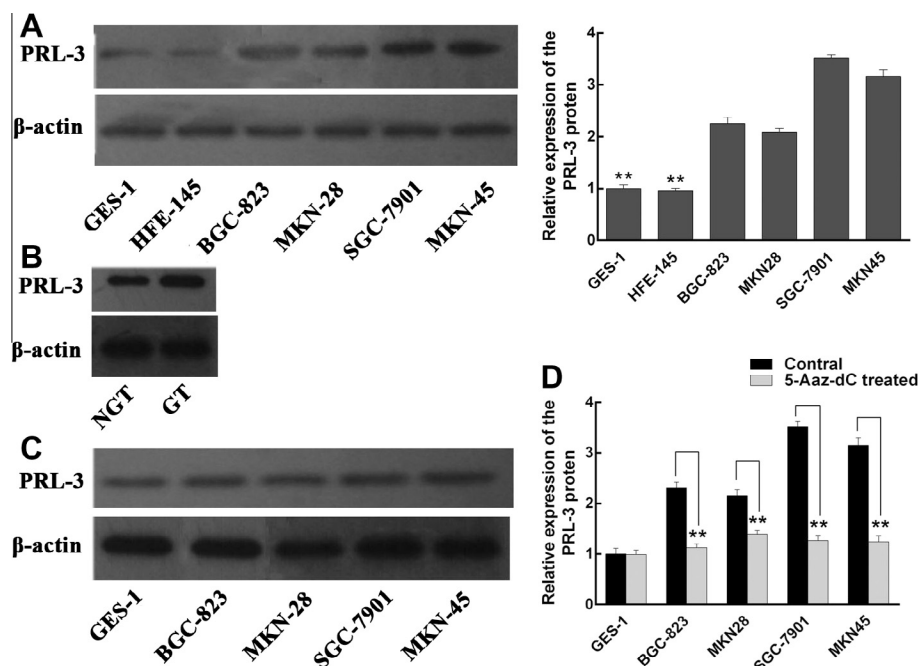 A
PRL-3
β-actin
GES-1
HFE-145
BGC-823
MKN-28
SGC-7901
MKN-45
Relative expression of the
PRL-3 proten
4
3
2
1
0
**
**
GES-1
HFE-145
BGC-823
MKN28
SGC-7901
MKN45
B
PRL-3
β-actin
NGT
GT
C
PRL-3
β-actin
GES-1
BGC-823
MKN-28
SGC-7901
MKN-45
D
Contral
5-Aaz-dC treated
Relative expression of the
PRL-3 proten
4
3
2
1
0
**
**
**
**
GES-1
BGC-823
MKN28
SGC-7901
MKN45